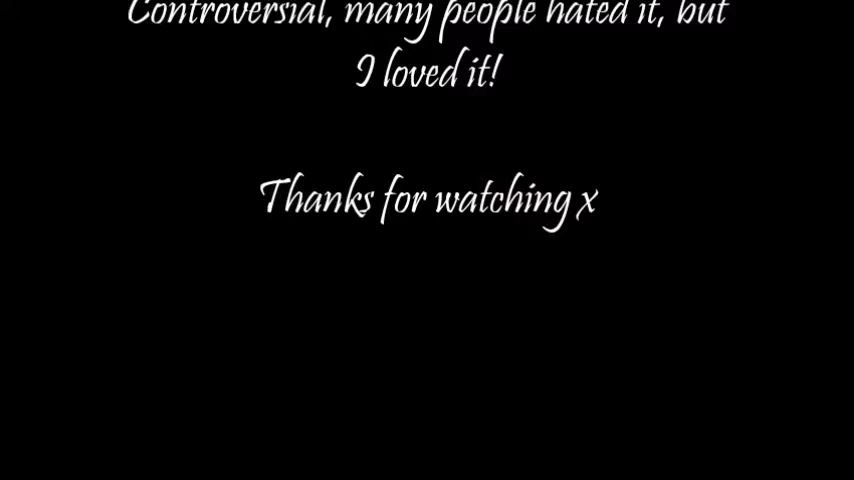 Controversial, many people hated it, but
I loved it!
Thanks for watching x